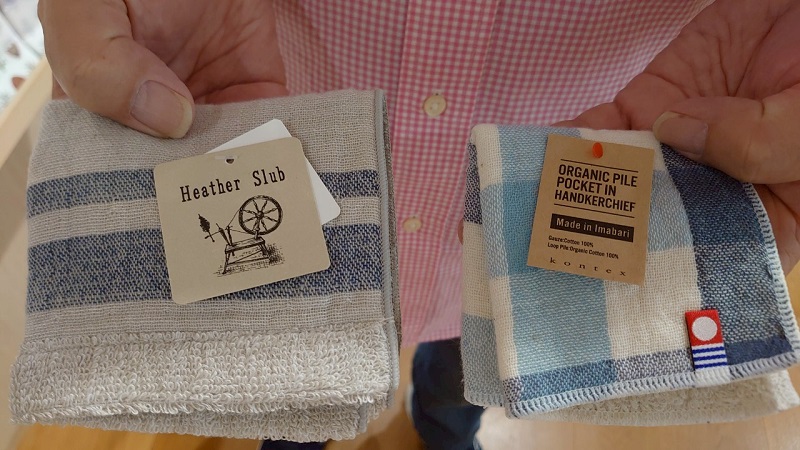 Heather Slub
ORGANIC PILE
POCKET IN
HANDKERCHIEF
Made in Imabari
Gauze:Cotton 100%
Loop Pile:Organic Cotton 100%
kontex